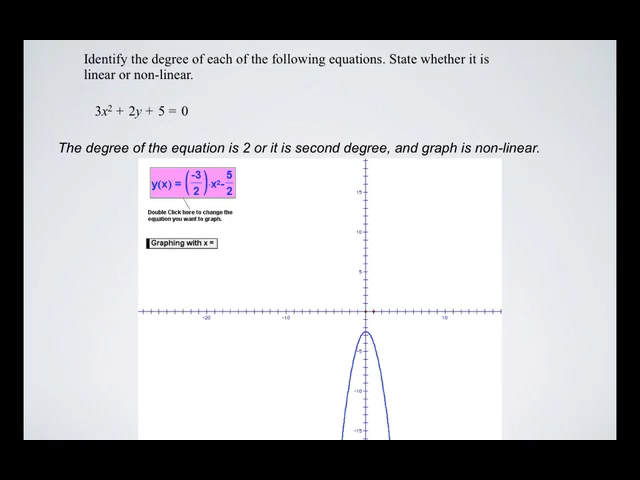 Identify the degree of each of the following equations. State whether it is
linear or non-linear.
3x² + 2y + 5 = 0
The degree of the equation is 2 or it is second degree, and graph is non-linear.
y(x) = (-3/2)·x²-5/2
Double Click here to change the
equation you want to graph.
Graphing with x =
15
10
5
-20 -10 10
-5
-10
-15